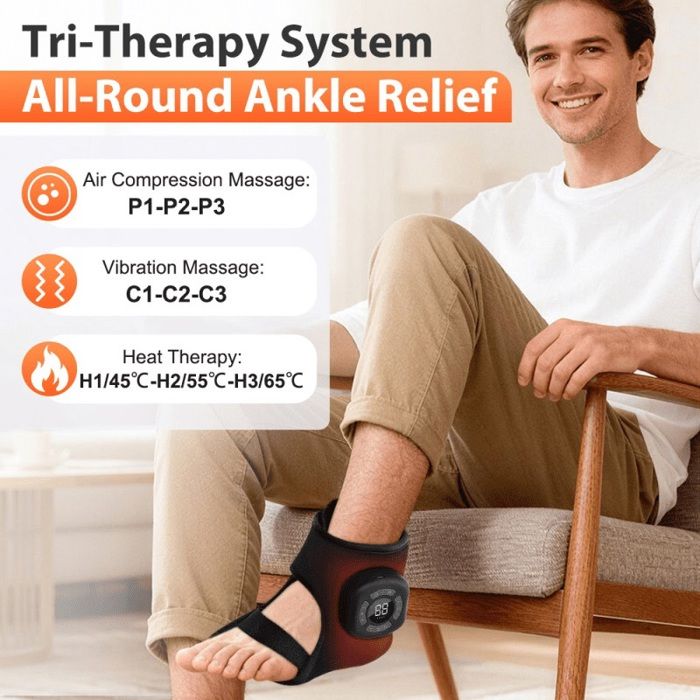 Tri-Therapy System
All-Round Ankle Relief
Air Compression Massage:
P1-P2-P3
Vibration Massage:
C1-C2-C3
Heat Therapy:
H1/45℃-H2/55℃-H3/65℃
88